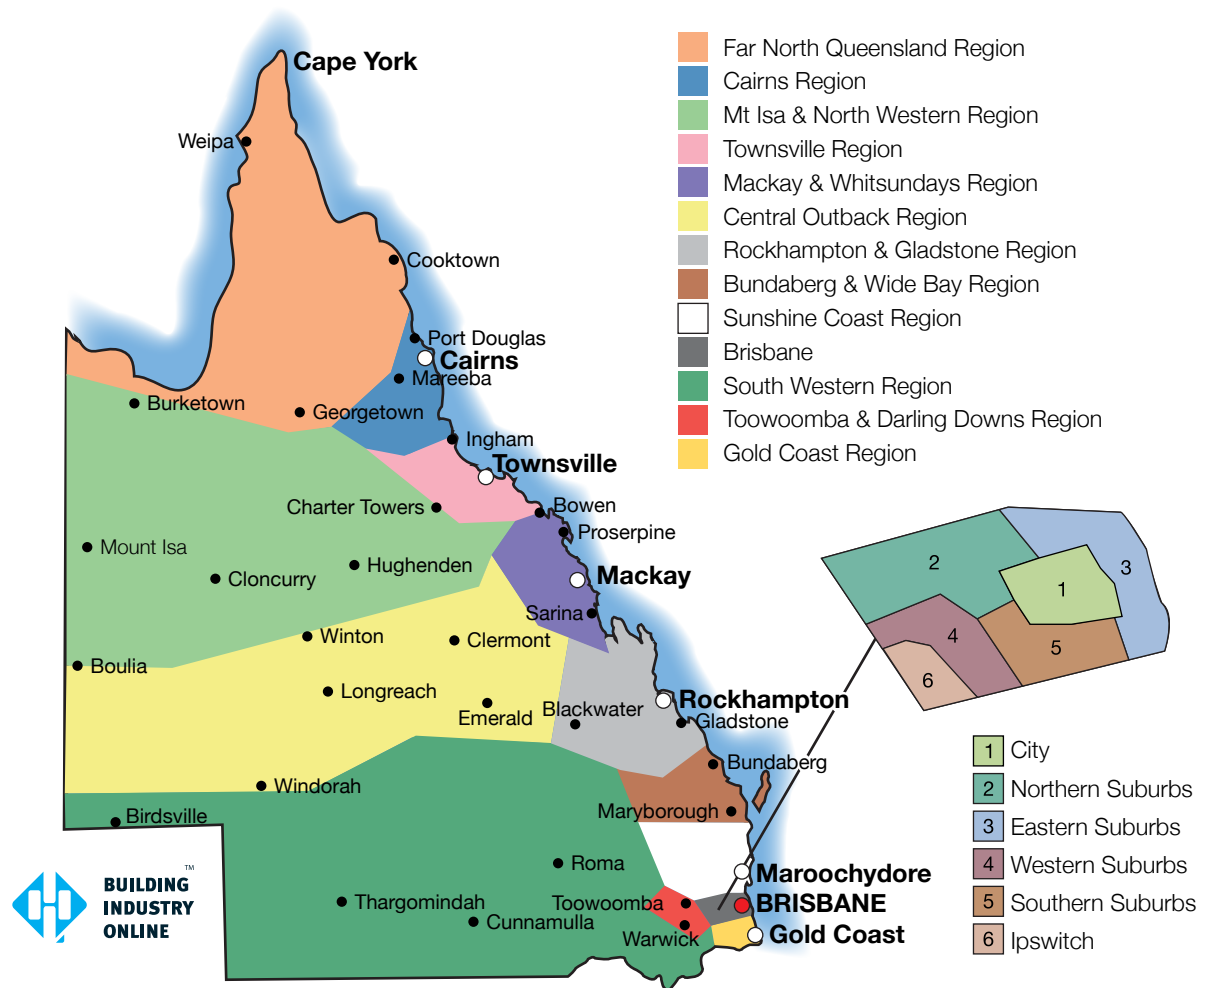 Cape York
Weipa
Cooktown
Port Douglas
Cairns
Mareeba
Burketown
Georgetown
Ingham
Townsville
Charter Towers
Bowen
Proserpine
Mount Isa
Cloncurry
Hughenden
Mackay
Sarina
Winton
Clermont
Boulia
Longreach
Emerald
Blackwater
Rockhampton
Gladstone
Bundaberg
Windorah
Birdsville
Maryborough
Roma
Maroochydore
Thargomindah
Toowoomba
BRISBANE
Cunnamulla
Warwick
Gold Coast
Far North Queensland Region
Cairns Region
Mt Isa & North Western Region
Townsville Region
Mackay & Whitsundays Region
Central Outback Region
Rockhampton & Gladstone Region
Bundaberg & Wide Bay Region
Sunshine Coast Region
Brisbane
South Western Region
Toowoomba & Darling Downs Region
Gold Coast Region
2
3
1
4
5
6
1 City
2 Northern Suburbs
3 Eastern Suburbs
4 Western Suburbs
5 Southern Suburbs
6 Ipswitch
TM
BUILDING
INDUSTRY
ONLINE